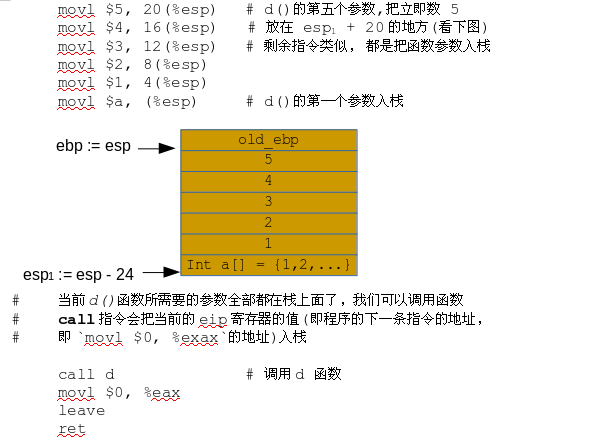 movl $5, 20(%esp) # d()的第五个参数,把立即数 5
movl $4, 16(%esp) # 放在 esp₁ + 20 的地方(看下图)
movl $3, 12(%esp) # 剩余指令类似, 都是把函数参数入栈
movl $2, 8(%esp)
movl $1, 4(%esp)
movl $a, (%esp) # d()的第一个参数入栈
old_ebp
ebp := esp
5
4
3
2
1
Int a[] = {1,2,...}
esp₁ := esp - 24
# 当前 d()函数所需要的参数全部都在栈上面了, 我们可以调用函数
# call 指令会把当前的 eip 寄存器的值(即程序的下一条指令的地址,
# 即 `movl $0, %exax`的地址)入栈
call d # 调用 d 函数
movl $0, %eax
leave
ret